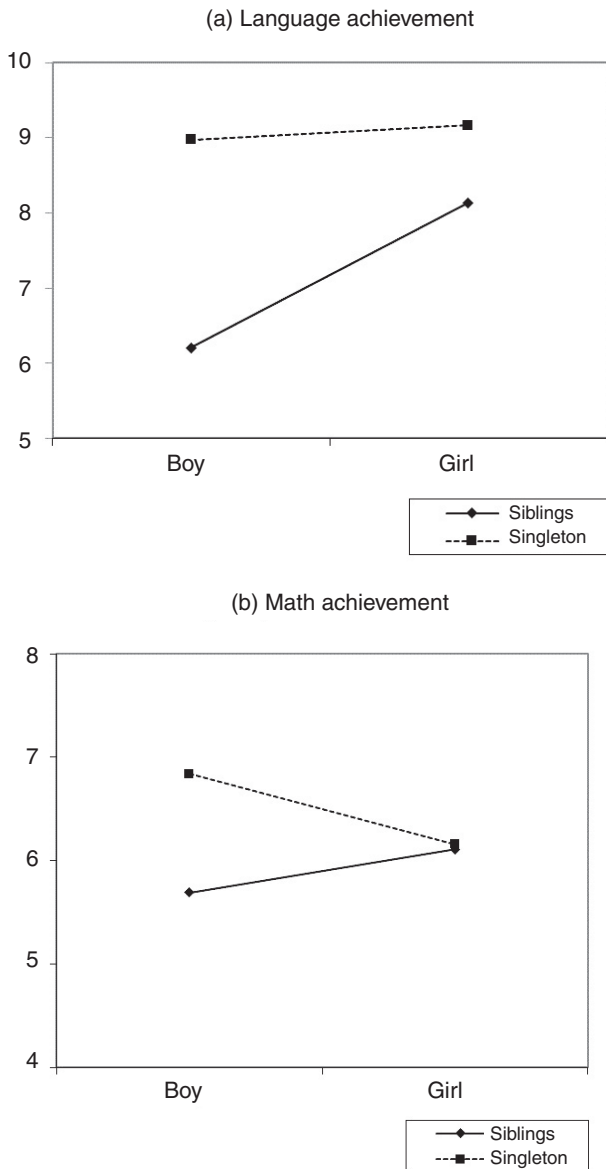 (a) Language achievement
10
9
8
7
6
5
Boy Girl
Siblings
Singleton
(b) Math achievement
8
7
6
5
4
Boy Girl
Siblings
Singleton